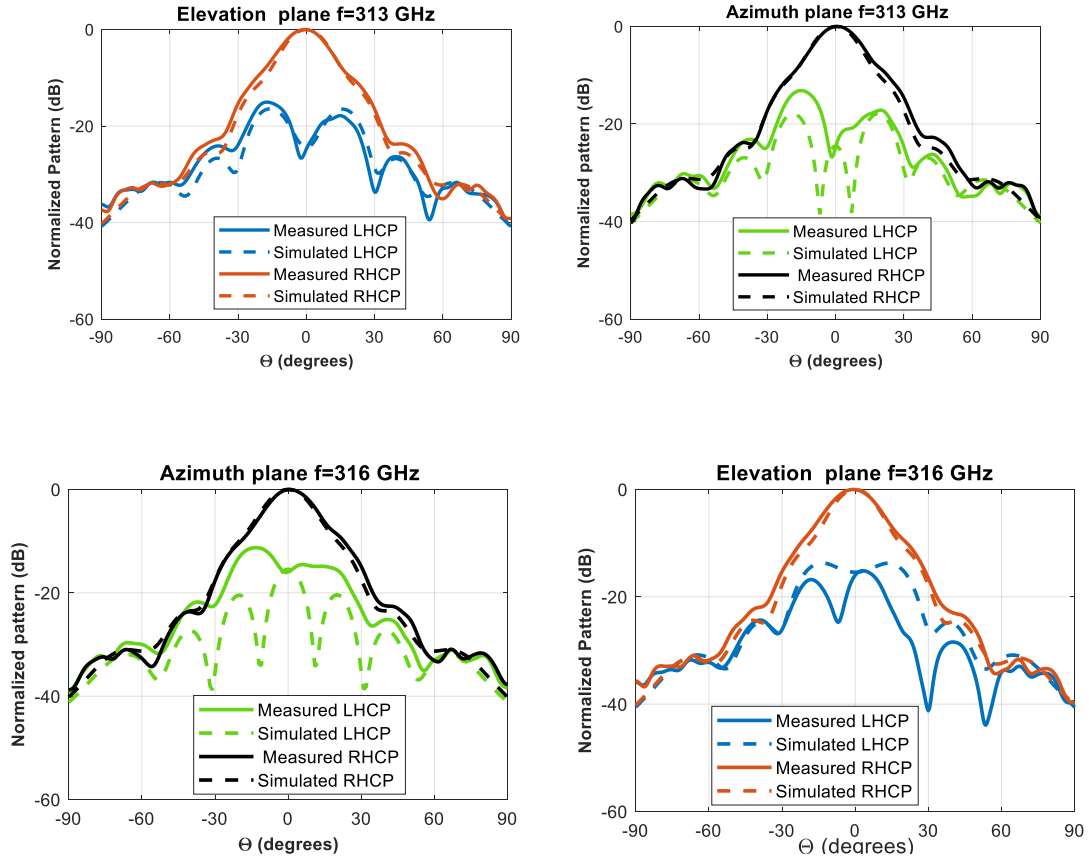 Elevation  plane f=313 GHz
Normalized Pattern (dB)
0
-20
-40
-60
Measured LHCP
Simulated LHCP
Measured RHCP
Simulated RHCP
-90 -60 -30 0 30 60 90
Θ (degrees)
Azimuth plane f=313 GHz
Normalized pattern (dB)
0
-20
-40
-60
Measured LHCP
Simulated LHCP
Measured RHCP
Simulated RHCP
-90 -60 -30 0 30 60 90
Θ (degrees)
Azimuth plane f=316 GHz
Normalized pattern (dB)
0
-20
-40
-60
Measured LHCP
Simulated LHCP
Measured RHCP
Simulated RHCP
-90 -60 -30 0 30 60 90
Θ (degrees)
Elevation  plane f=316 GHz
Normalized Pattern (dB)
0
-20
-40
-60
Measured LHCP
Simulated LHCP
Measured RHCP
Simulated RHCP
-90 -60 -30 0 30 60 90
Θ (degrees)